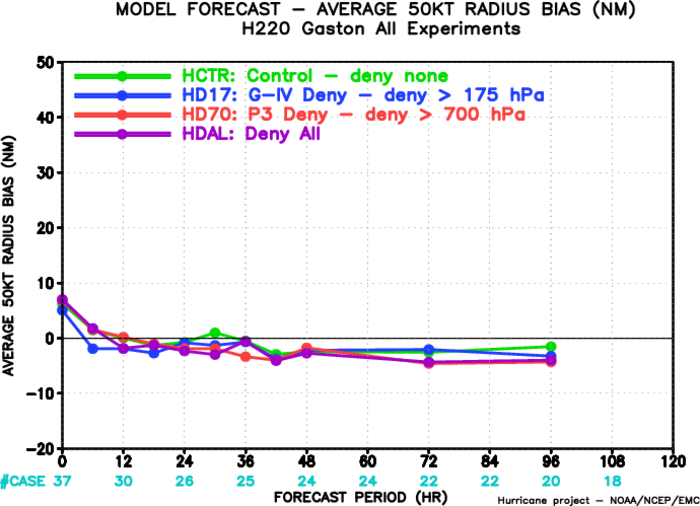 MODEL FORECAST – AVERAGE 50KT RADIUS BIAS (NM)
H220 Gaston All Experiments
HCTR: Control – deny none
HD17: G–IV Deny – deny > 175 hPa
HD70: P3 Deny – deny > 700 hPa
HDAL: Deny All
AVERAGE 50KT RADIUS BIAS (NM)
50
40
30
20
10
0
–10
–20
0 12 24 36 48 60 72 84 96 108 120
#CASE 37 30 26 25 24 24 22 22 20 18
FORECAST PERIOD (HR)
Hurricane project – NOAA/NCEP/EMC